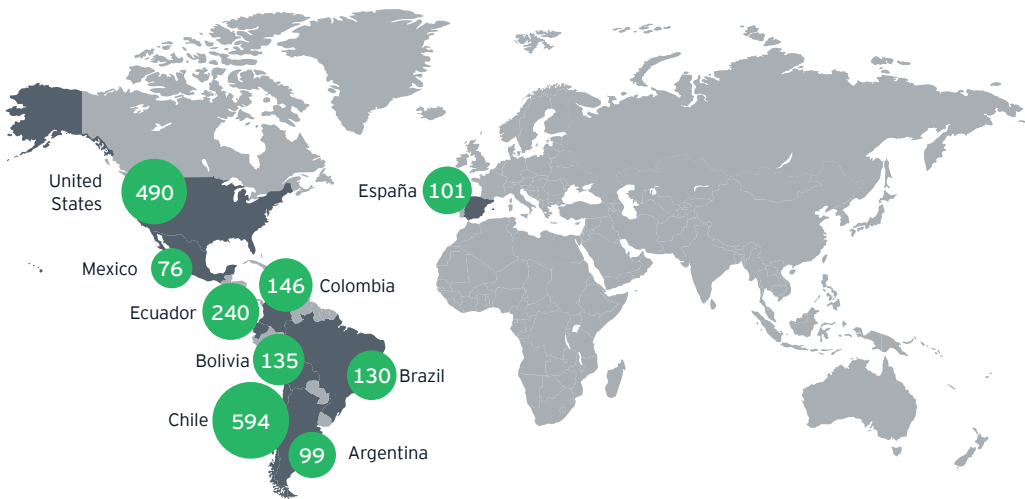 United
States
490
España
101
Mexico
76
146
Colombia
Ecuador
240
Bolivia
135
130
Brazil
Chile
594
99
Argentina